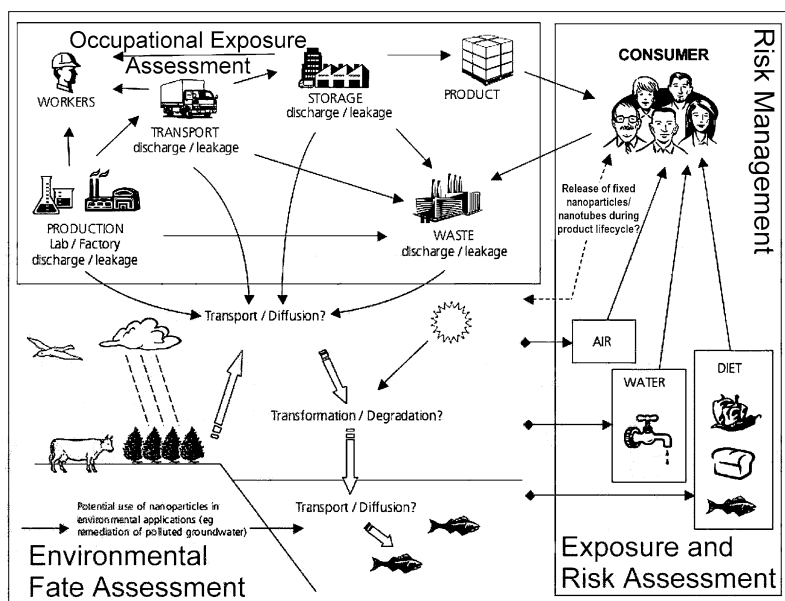 Occupational Exposure
Assessment
WORKERS
TRANSPORT
discharge / leakage
STORAGE
discharge / leakage
PRODUCT
PRODUCTION
Lab / Factory
discharge / leakage
WASTE
discharge / leakage
CONSUMER
Risk Management
Release of fixed
nanoparticles/
nanotubes during
product lifecycle?
Transport / Diffusion?
AIR
WATER
DIET
Transformation / Degradation?
Transport / Diffusion?
Potential use of nanoparticles in
environmental applications (eg
remediation of polluted groundwater)
Environmental
Fate Assessment
Exposure and
Risk Assessment